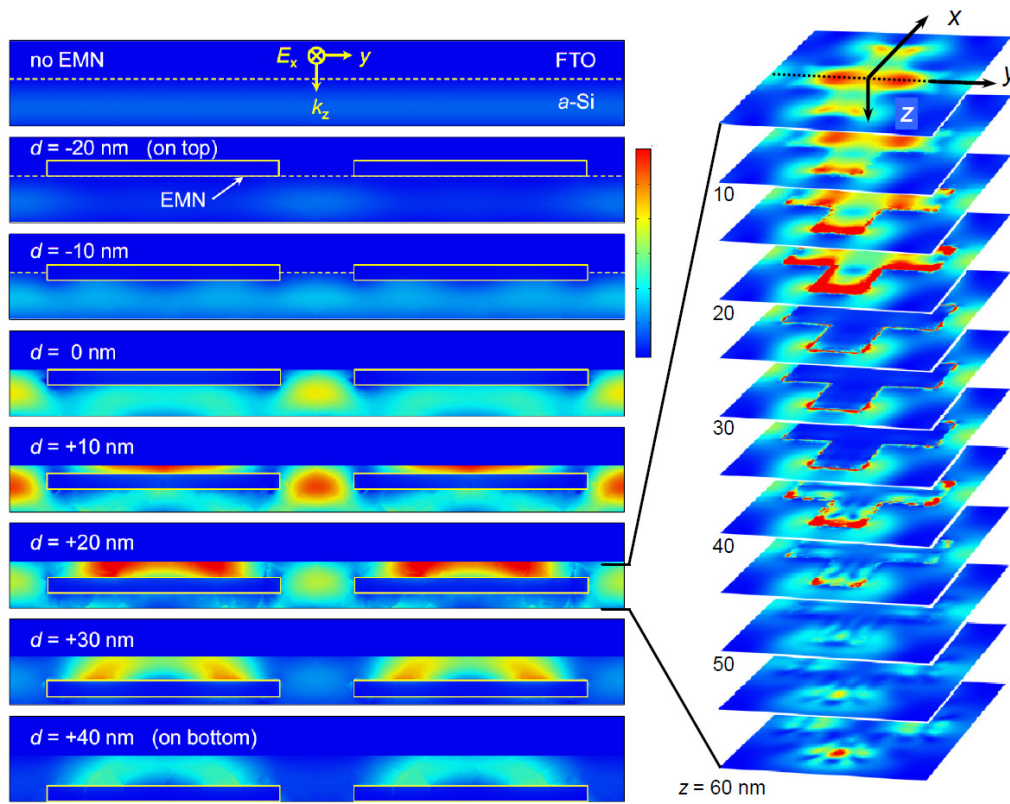 no EMN
Eₓ
y
FTO
k_z
a-Si
d = -20 nm (on top)
EMN
d = -10 nm
d = 0 nm
d = +10 nm
d = +20 nm
d = +30 nm
d = +40 nm (on bottom)
x
y
z
10
20
30
40
50
z = 60 nm